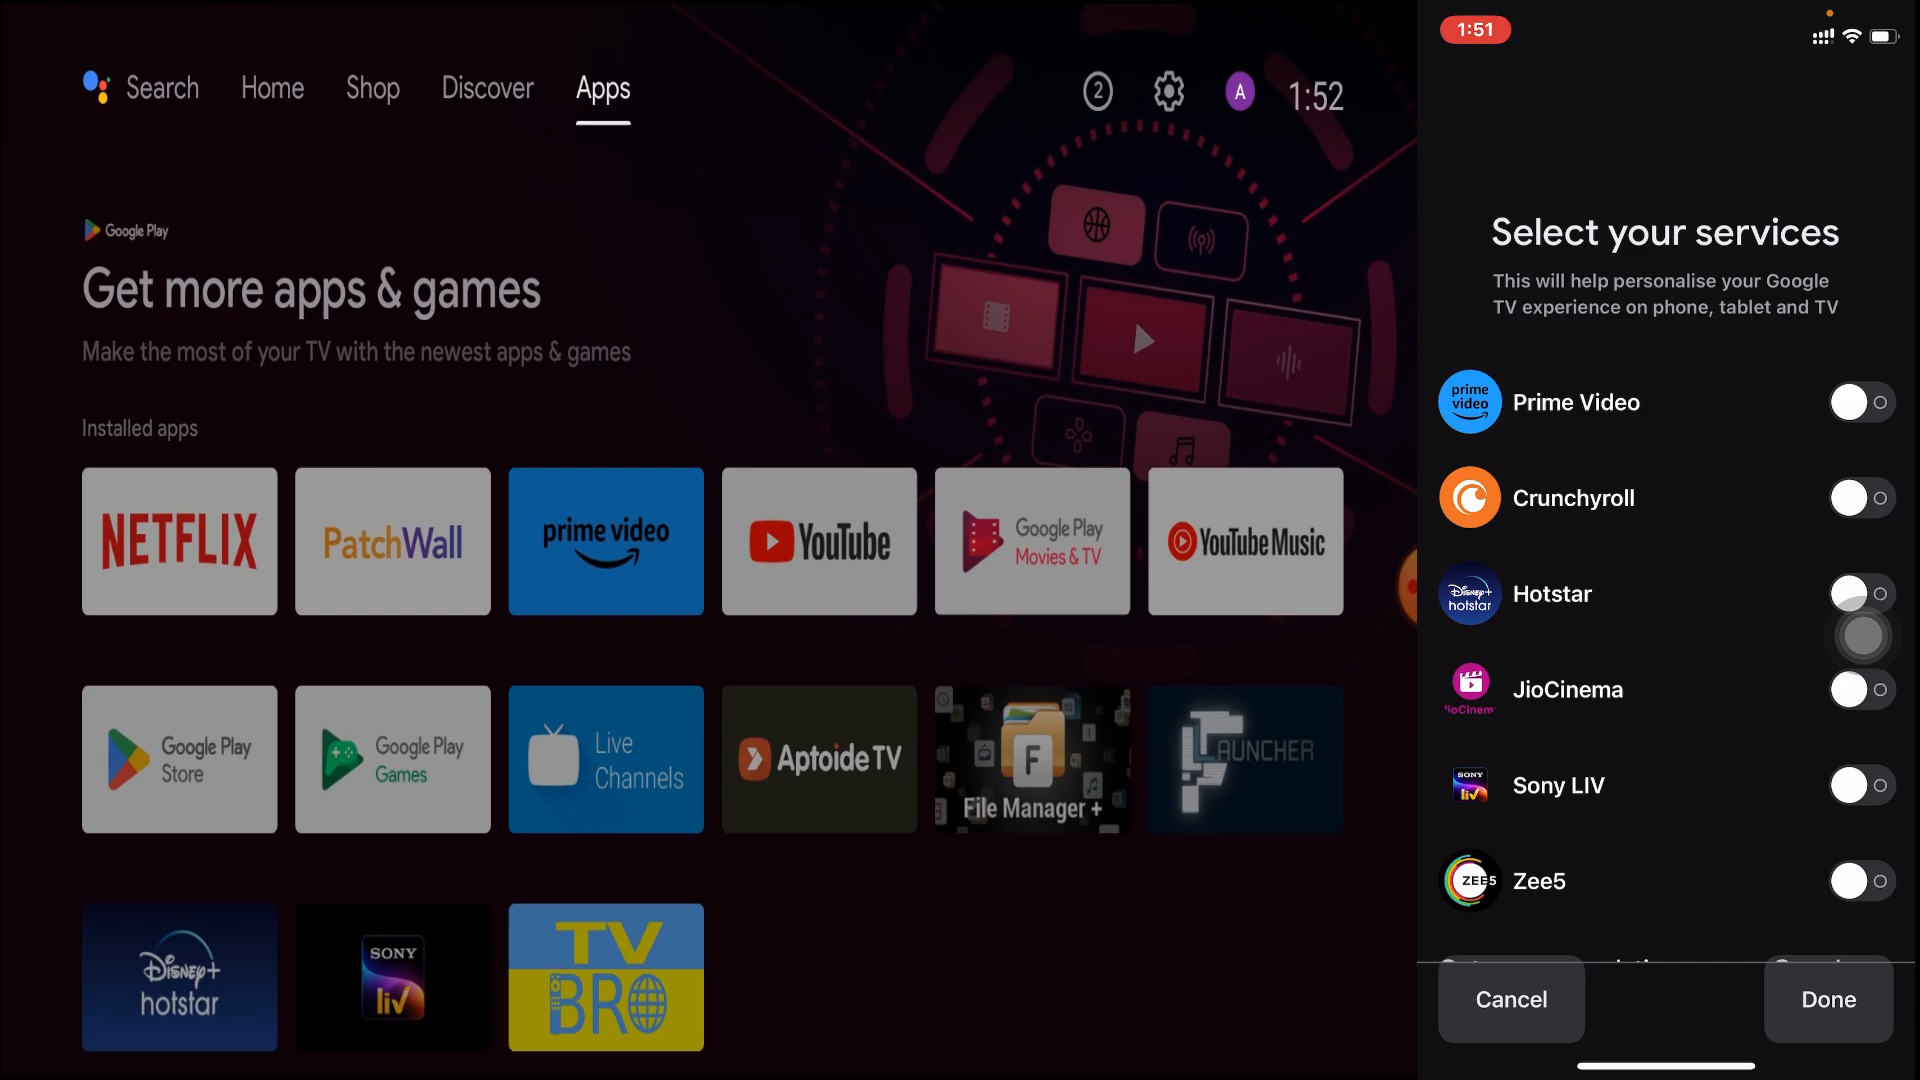 Search Home Shop Discover Apps
2
A
1:52
Google Play
Get more apps & games
Make the most of your TV with the newest apps & games
Installed apps
NETFLIX
PatchWall
prime video
YouTube
Google Play
Movies & TV
YouTube Music
Google Play
Store
Google Play
Games
Live
Channels
Aptoide TV
F
File Manager +
LAUNCHER
Disney+
hotstar
SONY
liv
TV
BRO
1:51
Select your services
This will help personalise your Google
TV experience on phone, tablet and TV
prime
video
Prime Video
Crunchyroll
Disney+
hotstar
Hotstar
JioCinema
SONY
liv
Sony LIV
ZEE5
Zee5
Cancel
Done